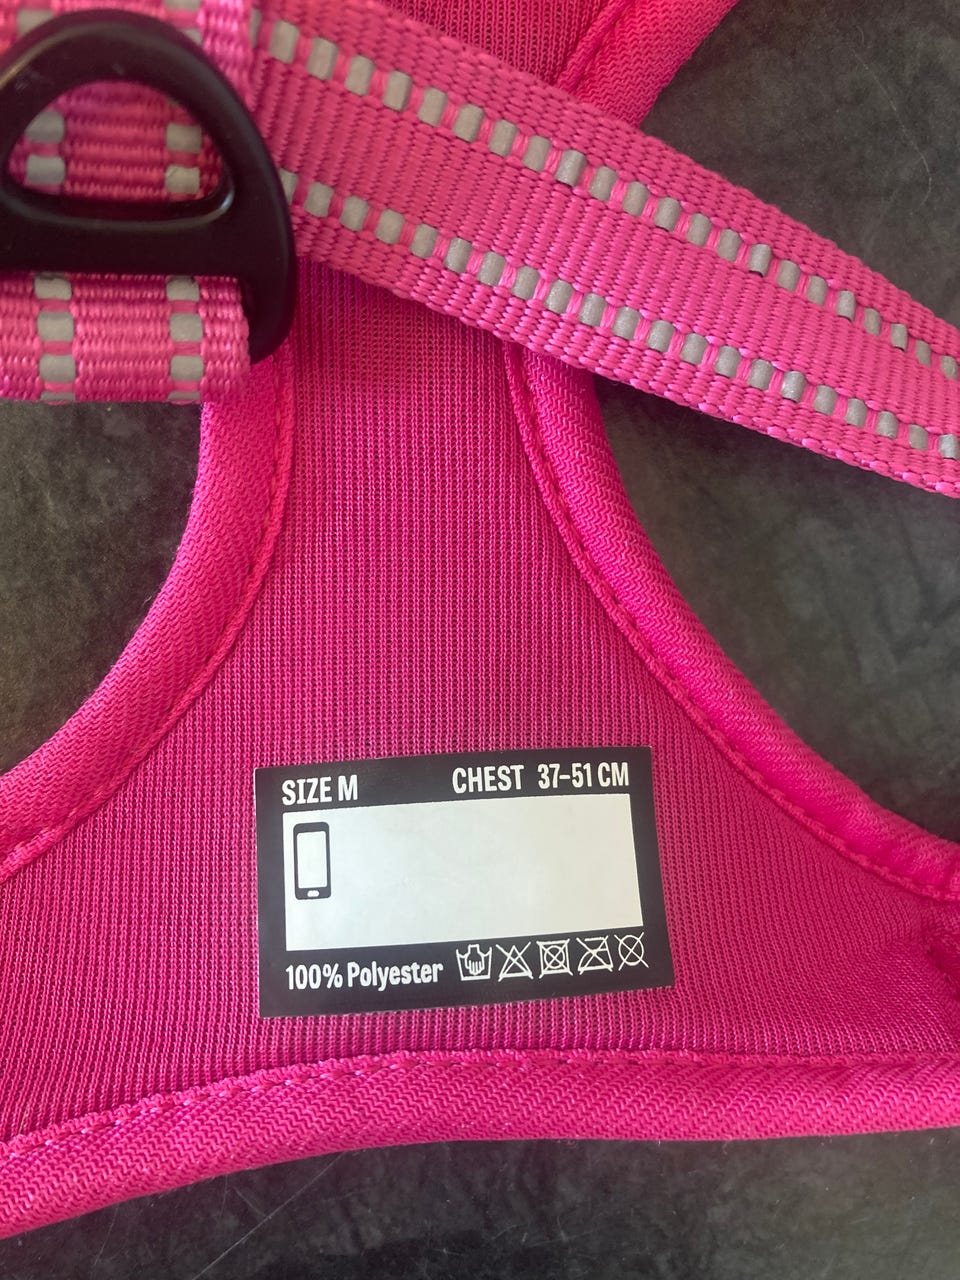 SIZE M CHEST 37-51 CM
100% Polyester